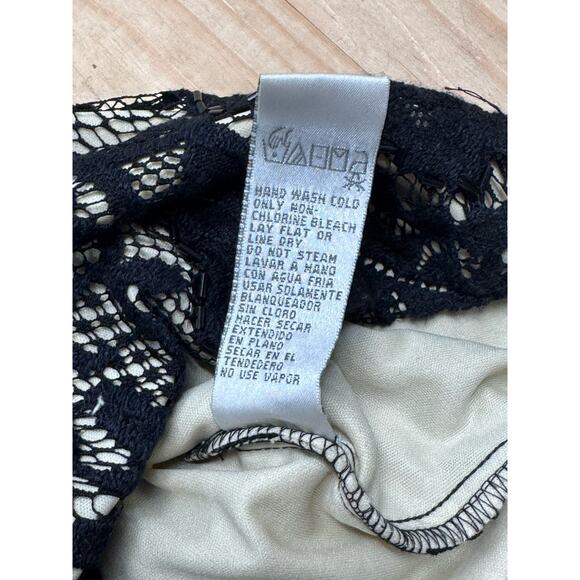 HAND WASH COLD
ONLY NON-
CHLORINE BLEACH
LAY FLAT OR
LINE DRY
DO NOT STEAM
LAVAR A MANO
CON AGUA FRIA
USAR SOLAMENTE
BLANQUEADOR
SIN CLORO
HACER SECAR
EXTENDIDO
EN PLANO
SECAR EN EL
TENDEDERO
NO USE VAPOR